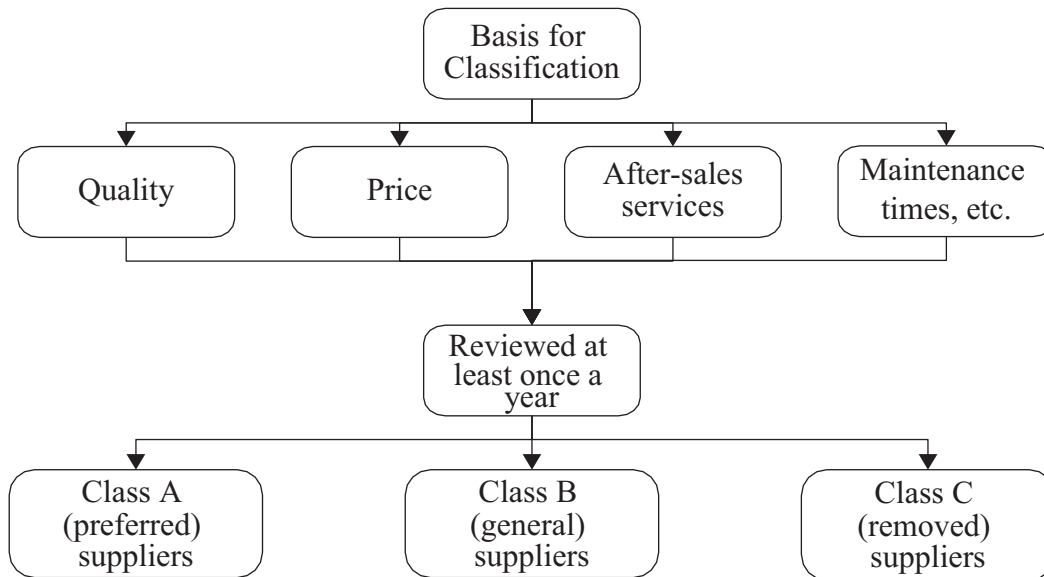 Basis for
Classification
Quality
Price
After-sales
services
Maintenance
times, etc.
Reviewed at
least once a
year
Class A
(preferred)
suppliers
Class B
(general)
suppliers
Class C
(removed)
suppliers